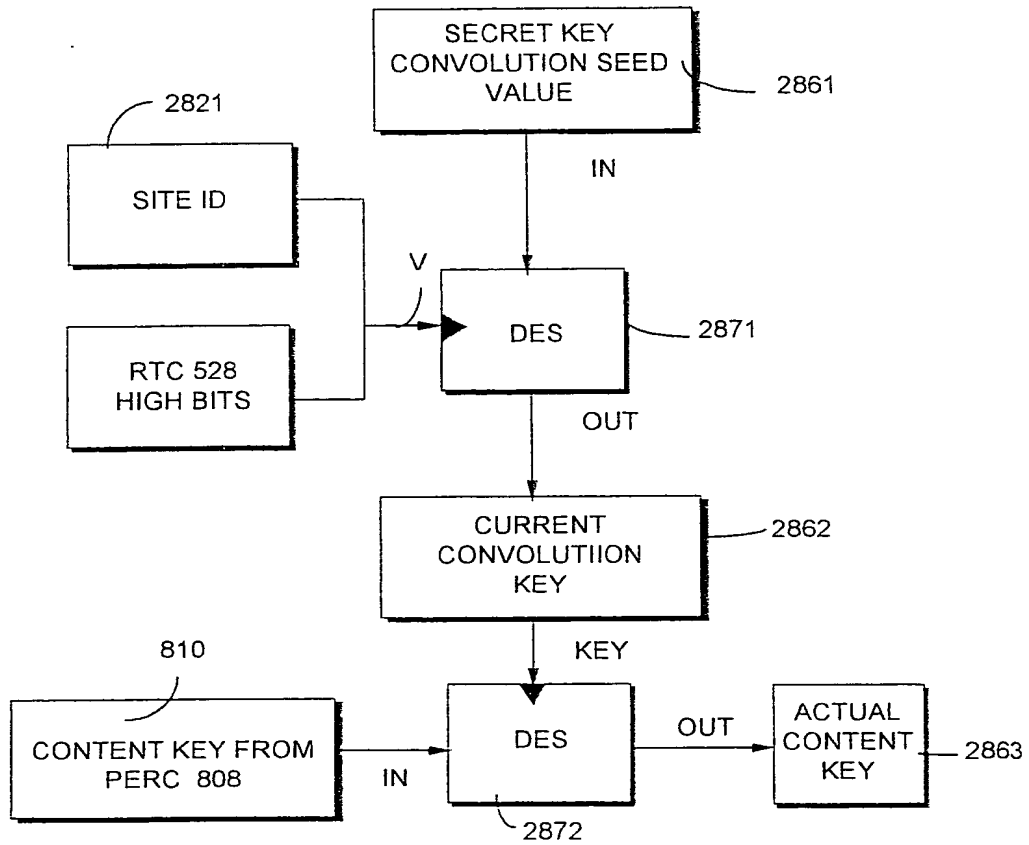 SECRET KEY
CONVOLUTION SEED
VALUE
2861
2821
SITE ID
IN
V
RTC 528
HIGH BITS
DES
2871
OUT
CURRENT
CONVOLUTIION
KEY
2862
KEY
810
CONTENT KEY FROM
PERC 808
IN
DES
2872
OUT
ACTUAL
CONTENT
KEY
2863